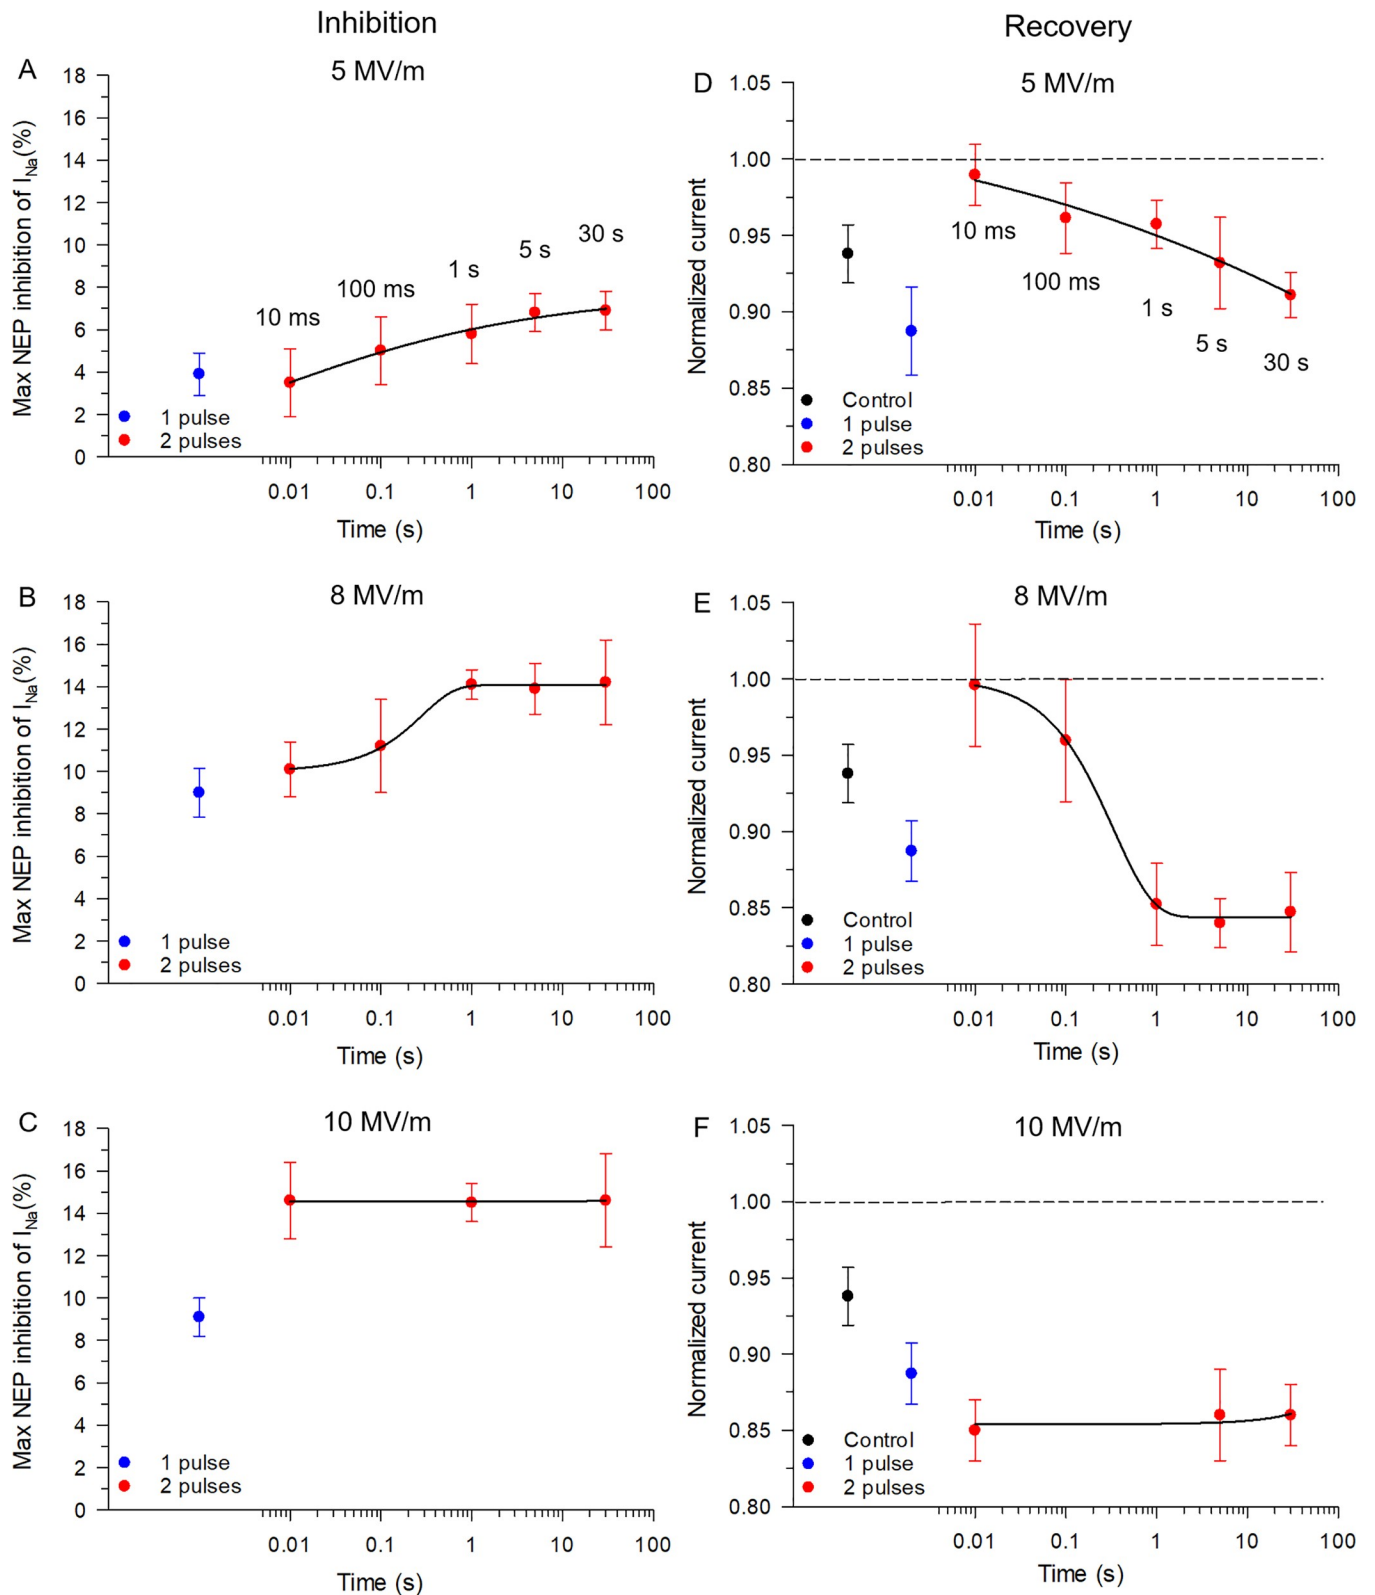 Inhibition
Recovery
A
5 MV/m
Max NEP inhibition of INa(%)
18
16
14
12
10
8
6
4
2
0
10 ms
100 ms
1 s
5 s
30 s
1 pulse
2 pulses
0.01 0.1 1 10 100
Time (s)
D
5 MV/m
Normalized current
1.05
1.00
0.95
0.90
0.85
0.80
10 ms
100 ms
1 s
5 s
30 s
Control
1 pulse
2 pulses
0.01 0.1 1 10 100
Time (s)
B
8 MV/m
Max NEP inhibition of INa(%)
18
16
14
12
10
8
6
4
2
0
1 pulse
2 pulses
0.01 0.1 1 10 100
Time (s)
E
8 MV/m
Normalized current
1.05
1.00
0.95
0.90
0.85
0.80
Control
1 pulse
2 pulses
0.01 0.1 1 10 100
Time (s)
C
10 MV/m
Max NEP inhibition of INa(%)
18
16
14
12
10
8
6
4
2
0
1 pulse
2 pulses
0.01 0.1 1 10 100
Time (s)
F
10 MV/m
Normalized current
1.05
1.00
0.95
0.90
0.85
0.80
Control
1 pulse
2 pulses
0.01 0.1 1 10 100
Time (s)